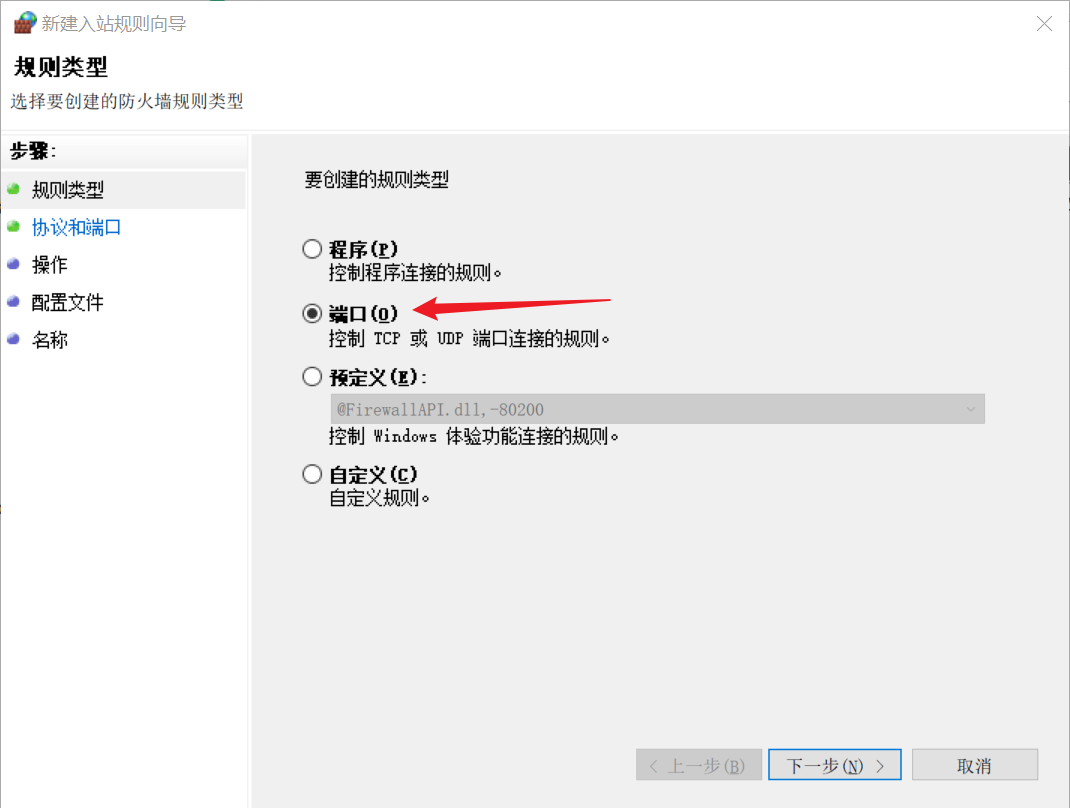 新建入站规则向导
规则类型
选择要创建的防火墙规则类型
步骤:
规则类型
协议和端口
操作
配置文件
名称
要创建的规则类型
程序(P)
控制程序连接的规则。
端口(O)
控制 TCP 或 UDP 端口连接的规则。
预定义(E):
@FirewallAPI.dll,-80200
控制 Windows 体验功能连接的规则。
自定义(C)
自定义规则。
< 上一步(B)
下一步(N) >
取消